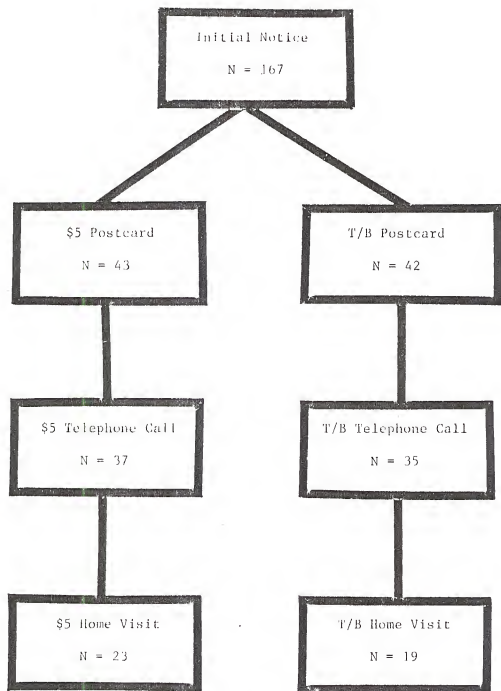 Initial Notice
N = 167
$5 Postcard
N = 43
T/B Postcard
N = 42
$5 Telephone Call
N = 37
T/B Telephone Call
N = 35
$5 Home Visit
N = 23
T/B Home Visit
N = 19